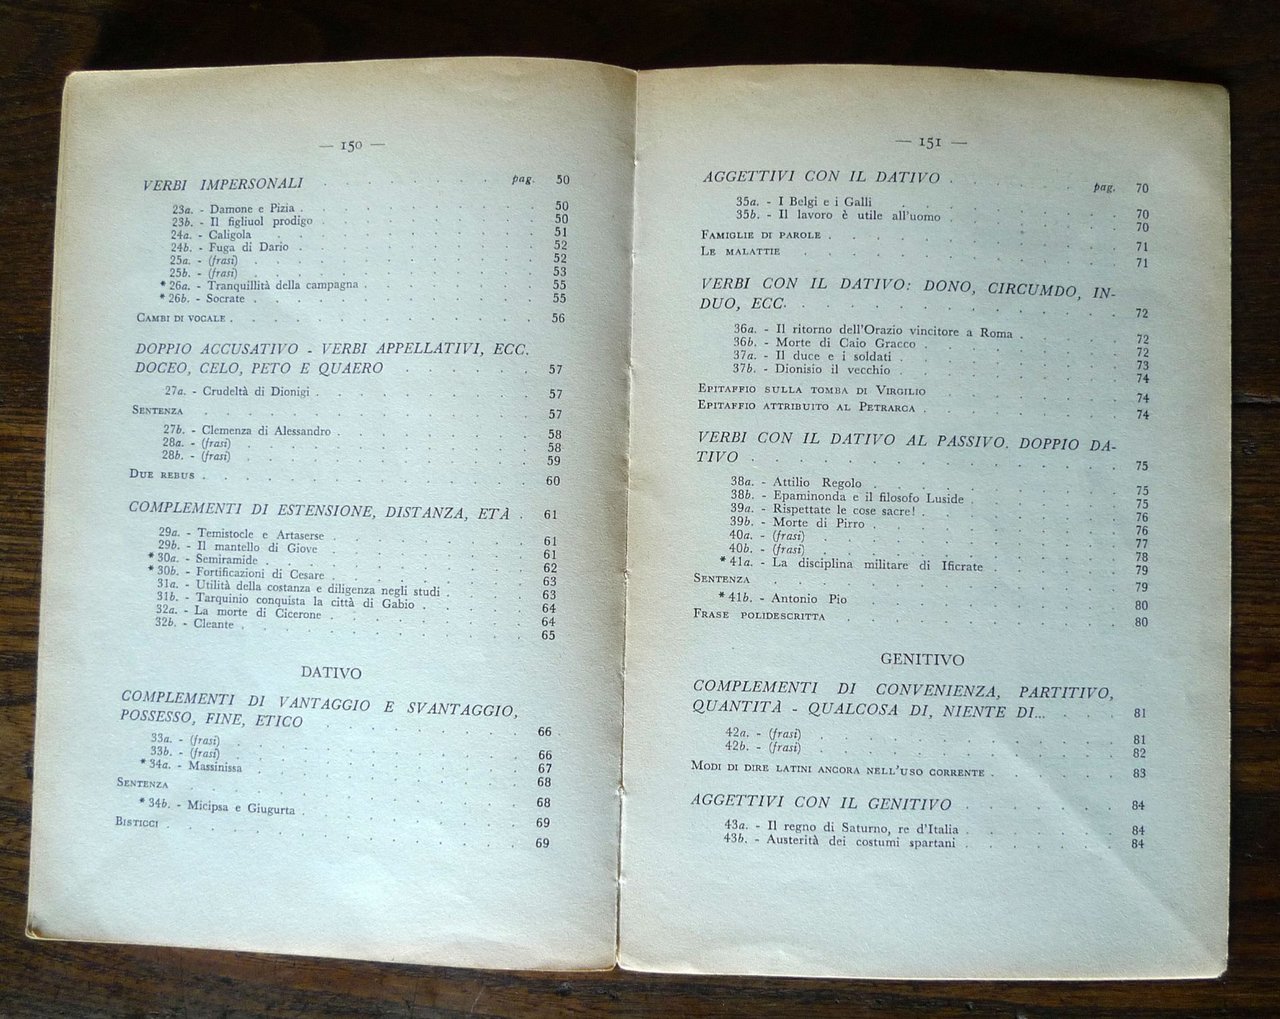 — 150 —
VERBI IMPERSONALI . . . . . . pag. 50
23a. - Damone e Pizia . . . . . . 50
23b. - Il figliuol prodigo . . . . . . 50
24a. - Caligola . . . . . . 51
24b. - Fuga di Dario . . . . . . 52
25a. - (frasi) . . . . . . 52
25b. - (frasi) . . . . . . 53
* 26a. - Tranquillità della campagna . . . . . . 55
* 26b. - Socrate . . . . . . 55
CAMBI DI VOCALE . . . . . . 56
DOPPIO ACCUSATIVO - VERBI APPELLATIVI, ECC.
DOCEO, CELO, PETO E QUAERO . . . . . . 57
27a. - Crudeltà di Dionigi . . . . . . 57
SENTENZA . . . . . . 57
27b. - Clemenza di Alessandro . . . . . . 58
28a. - (frasi) . . . . . . 58
28b. - (frasi) . . . . . . 59
DUE REBUS . . . . . . 60
COMPLEMENTI DI ESTENSIONE, DISTANZA, ETÀ . 61
29a. - Temistocle e Artaserse . . . . . . 61
29b. - Il mantello di Giove . . . . . . 61
* 30a. - Semiramide . . . . . . 62
* 30b. - Fortificazioni di Cesare . . . . . . 63
31a. - Utilità della costanza e diligenza negli studi . . . . 63
31b. - Tarquinio conquista la città di Gabio . . . . . 64
32a. - La morte di Cicerone . . . . . . 64
32b. - Cleante . . . . . . 65
DATIVO
COMPLEMENTI DI VANTAGGIO E SVANTAGGIO,
POSSESSO, FINE, ETICO . . . . . . 66
33a. - (frasi) . . . . . . 66
33b. - (frasi) . . . . . . 67
* 34a. - Massinissa . . . . . . 68
SENTENZA . . . . . . 68
* 34b. - Micipsa e Giugurta . . . . . . 69
BISTICCI . . . . . . 69
— 151 —
AGGETTIVI CON IL DATIVO . . . . . . pag. 70
35a. - I Belgi e i Galli . . . . . . 70
35b. - Il lavoro è utile all'uomo . . . . . . 70
FAMIGLIE DI PAROLE . . . . . . 71
LE MALATTIE . . . . . . 71
VERBI CON IL DATIVO: DONO, CIRCUMDO, IN-
DUO, ECC. . . . . . . 72
36a. - Il ritorno dell'Orazio vincitore a Roma . . . . 72
36b. - Morte di Caio Gracco . . . . . . 72
37a. - Il duce e i soldati . . . . . . 73
37b. - Dionisio il vecchio . . . . . . 74
EPITAFFIO SULLA TOMBA DI VIRGILIO . . . . . . 74
EPITAFFIO ATTRIBUITO AL PETRARCA . . . . . . 74
VERBI CON IL DATIVO AL PASSIVO. DOPPIO DA-
TIVO . . . . . . 75
38a. - Attilio Regolo . . . . . . 75
38b. - Epaminonda e il filosofo Luside . . . . . . 75
39a. - Rispettate le cose sacre! . . . . . . 76
39b. - Morte di Pirro . . . . . . 76
40a. - (frasi) . . . . . . 77
40b. - (frasi) . . . . . . 78
* 41a. - La disciplina militare di Ificrate . . . . . . 79
SENTENZA . . . . . . 79
* 41b. - Antonio Pio . . . . . . 80
FRASE POLIDESCRITTA . . . . . . 80
GENITIVO
COMPLEMENTI DI CONVENIENZA, PARTITIVO,
QUANTITÀ - QUALCOSA DI, NIENTE DI... . . . . 81
42a. - (frasi) . . . . . . 81
42b. - (frasi) . . . . . . 82
MODI DI DIRE LATINI ANCORA NELL'USO CORRENTE . . . . 83
AGGETTIVI CON IL GENITIVO . . . . . . 84
43a. - Il regno di Saturno, re d'Italia . . . . . . 84
43b. - Austerità dei costumi spartani . . . . . . 84